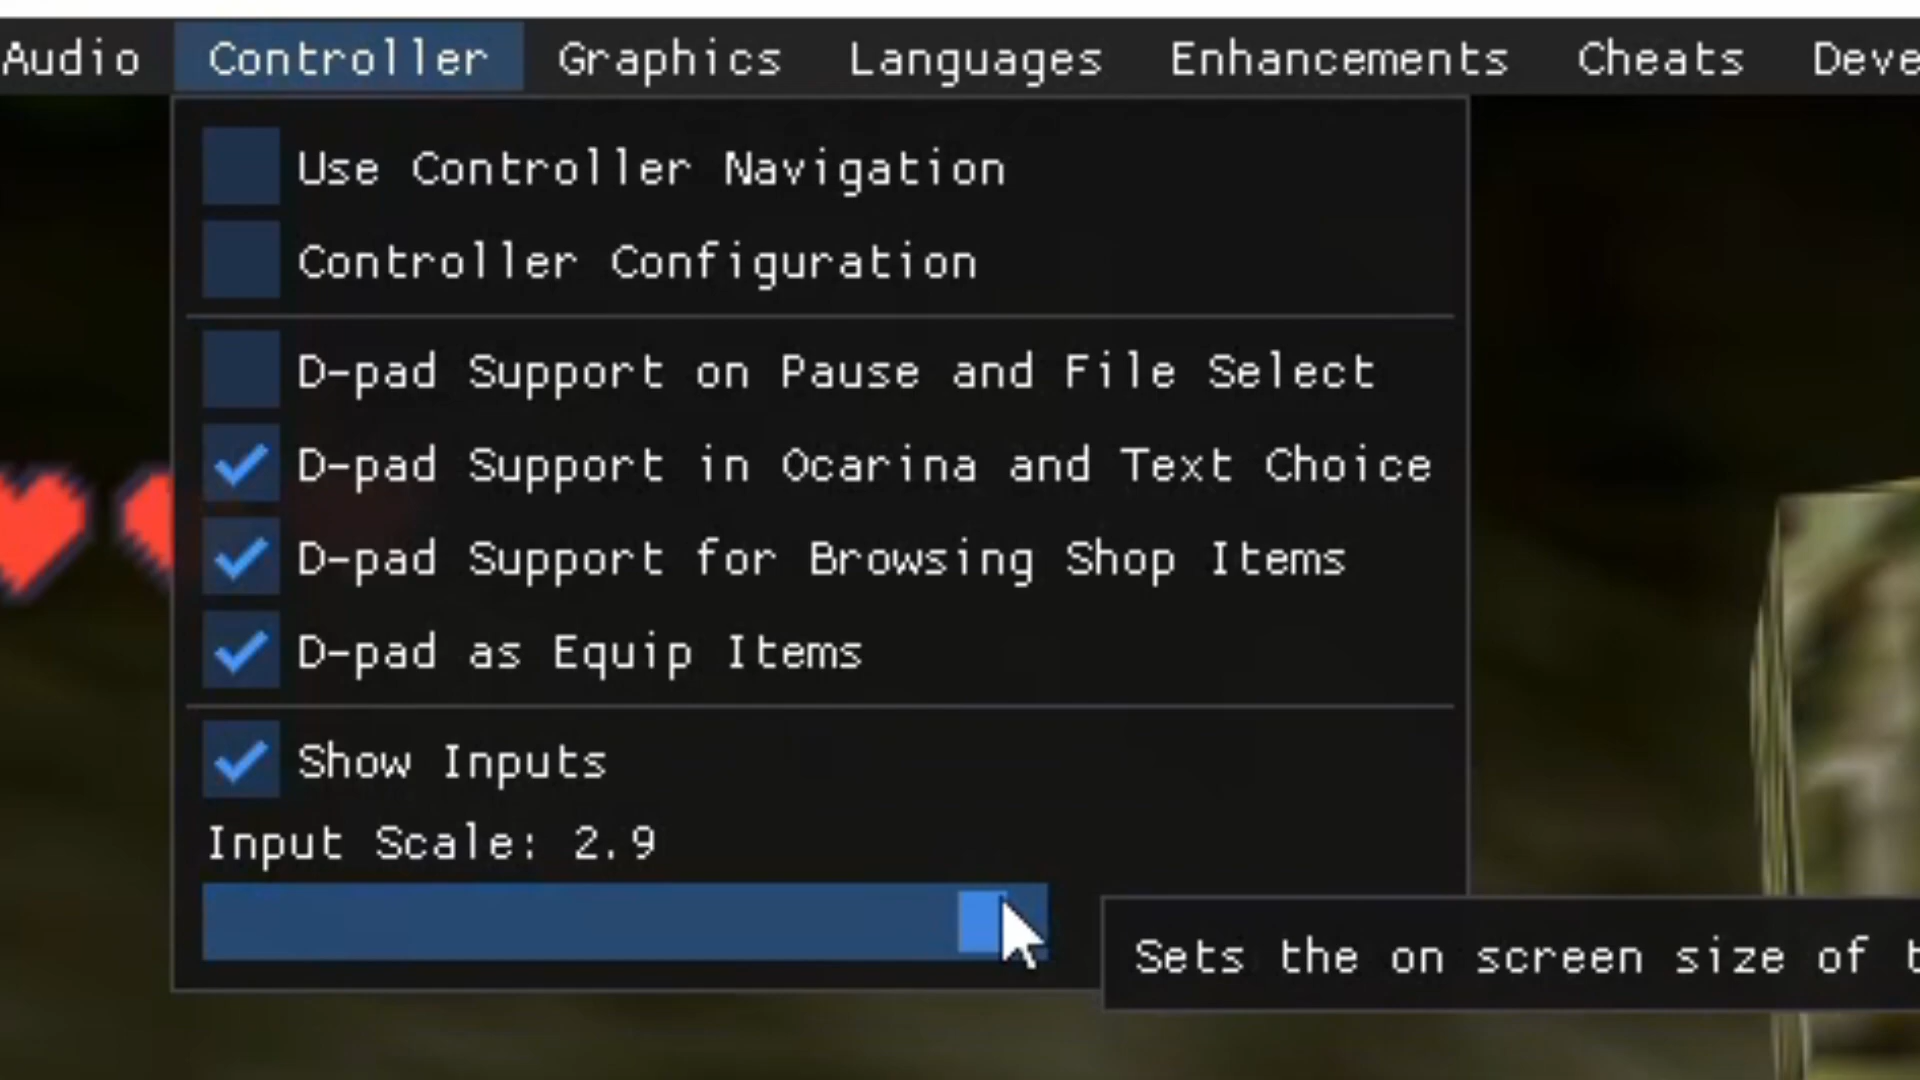 Audio Controller Graphics Languages Enhancements Cheats
Use Controller Navigation
Controller Configuration
D-pad Support on Pause and File Select
D-pad Support in Ocarina and Text Choice
D-pad Support for Browsing Shop Items
D-pad as Equip Items
Show Inputs
Input Scale: 2.9
Sets the on screen size of